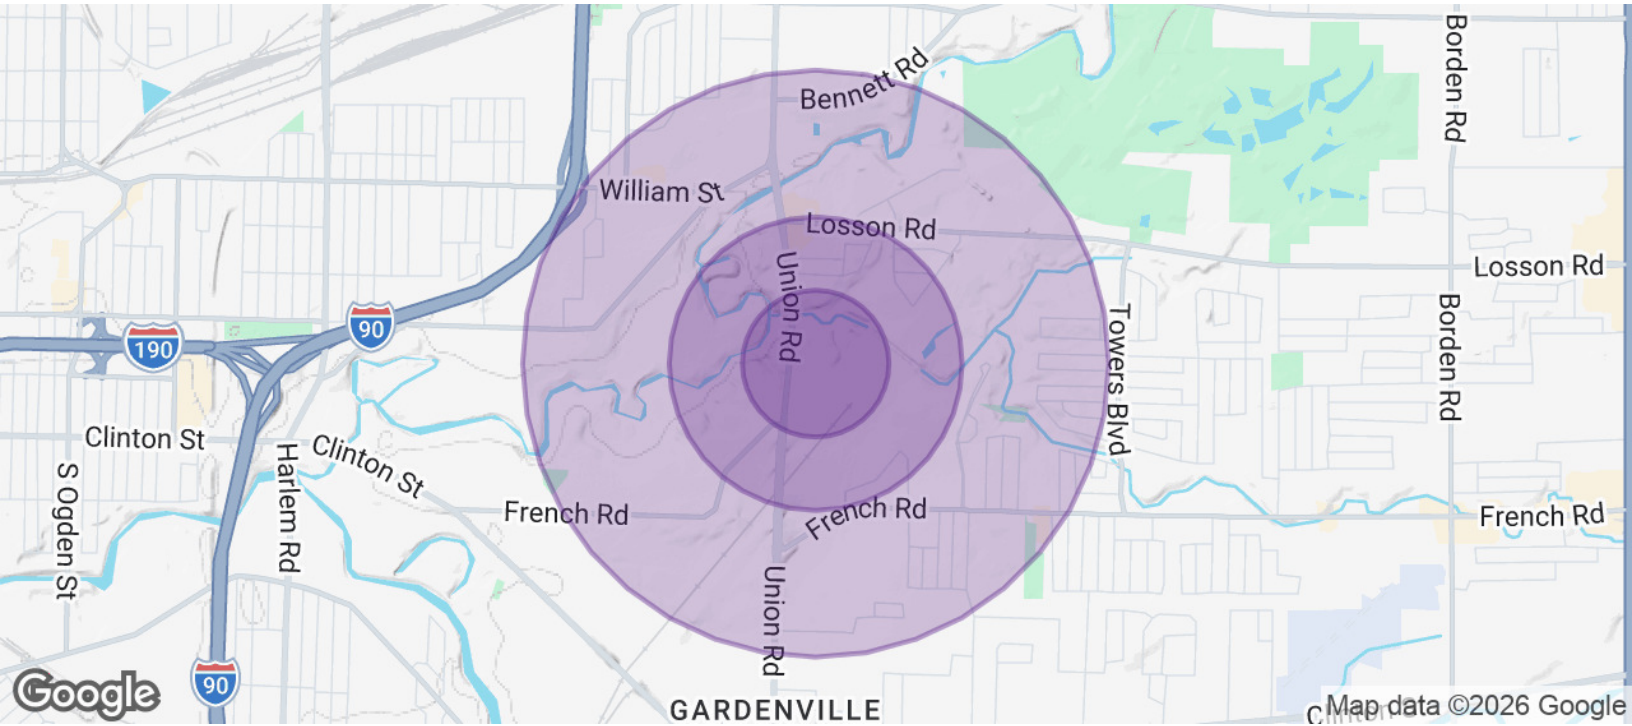 Bennett Rd
Borden Rd
William St
Losson Rd
Losson Rd
Union Rd
190
90
Towers Blvd
Borden Rd
Clinton St
Clinton St
Harlem Rd
S Ogden St
French Rd
French Rd
French Rd
Union Rd
90
Google
GARDENVILLE
Map data ©2026 Google